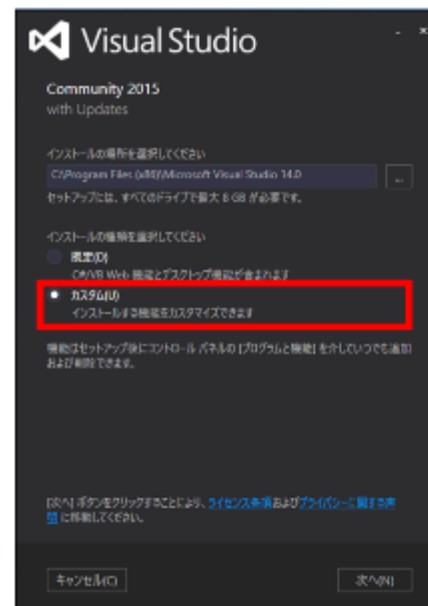 Visual Studio
Community 2015
with Updates
インストールの場所を選択してください
C:\Program Files (x86)\Microsoft Visual Studio 14.0
...
セットアップには、すべてのドライブで最大 8 GB が必要です。
インストールの種類を選択してください
既定(D)
C#/VB Web 機能とデスクトップ機能が含まれます
カスタム(U)
インストールする機能をカスタマイズできます
機能はセットアップ後にコントロール パネルの [プログラムと機能] を介していつでも追加
および削除できます。
[次へ] ボタンをクリックすることにより、ライセンス条項およびプライバシーに関する声
明 に移動してください。
キャンセル(C)
次へ(N)